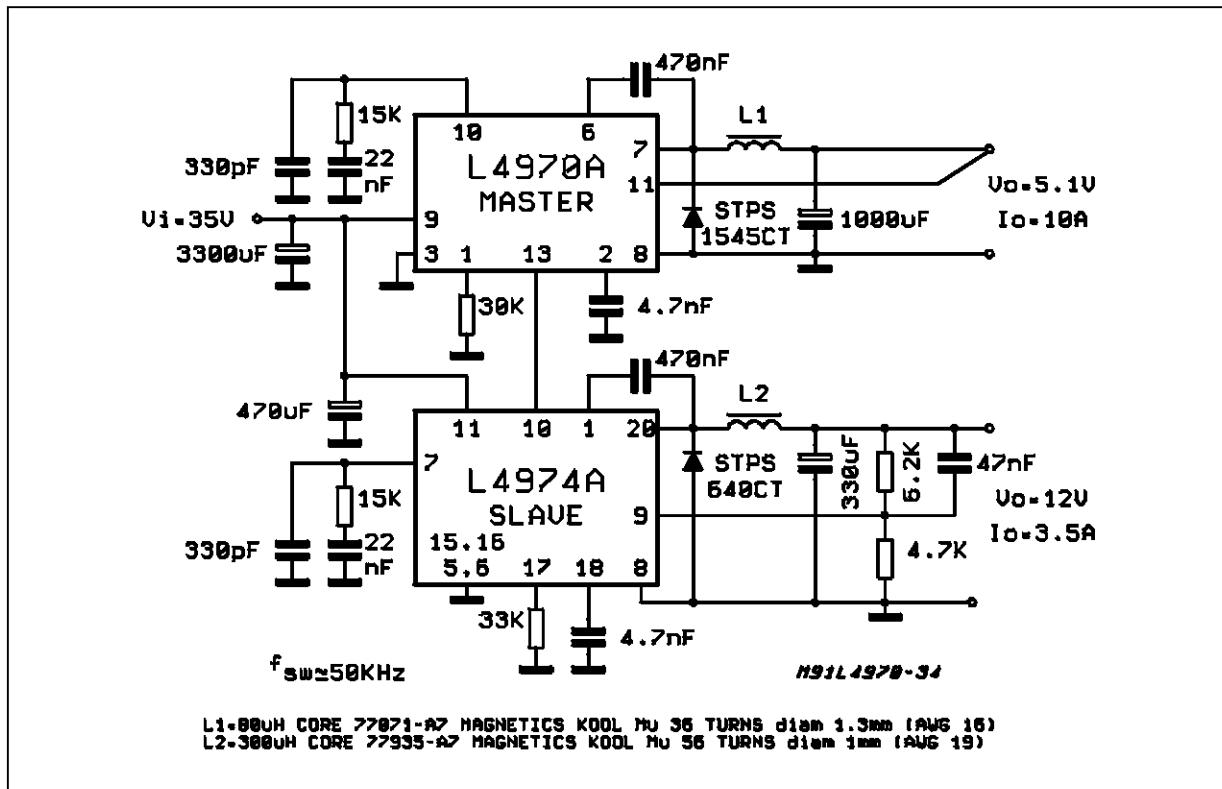 470nF
15K
L1
10
6
7
330pF
22
nF
L4970A
MASTER
11
Vo=5.1V
Vi=35V
9
STPS
1545CT
1000uF
Io=10A
3300uF
3
1
13
2
8
30K
4.7nF
470nF
L2
470uF
11
10
1
20
7
STPS
640CT
330uF
6.2K
47nF
15K
L4974A
SLAVE
9
Vo=12V
Io=3.5A
330pF
22
nF
15,16
5,6
17
18
8
4.7K
33K
4.7nF
fsw≃50KHz
M91L4970-34
L1=80uH CORE 77071-A7 MAGNETICS KOOL Mu 36 TURNS diam 1.3mm (AWG 16)
L2=300uH CORE 77935-A7 MAGNETICS KOOL Mu 56 TURNS diam 1mm (AWG 19)